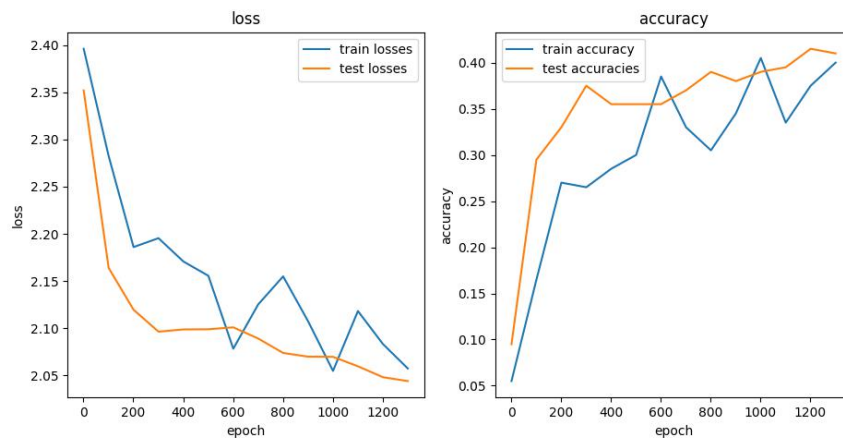 loss
2.40
2.35
2.30
2.25
2.20
2.15
2.10
2.05
loss
0 200 400 600 800 1000 1200
epoch
train losses
test losses
accuracy
0.40
0.35
0.30
0.25
0.20
0.15
0.10
0.05
accuracy
0 200 400 600 800 1000 1200
epoch
train accuracy
test accuracies